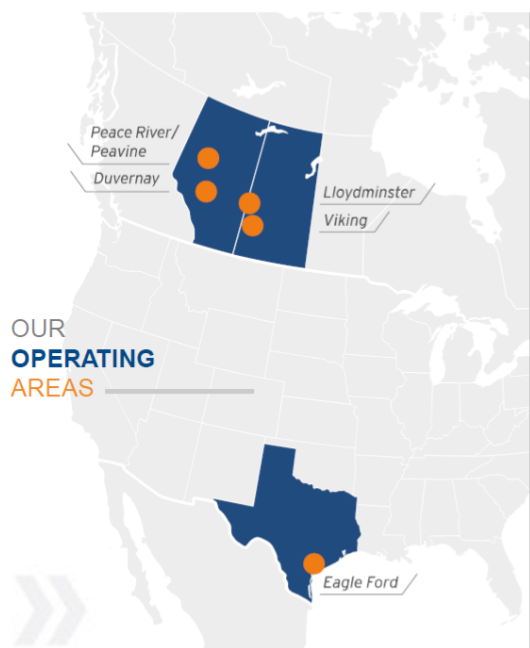 Peace River/
Peavine
Duvernay
Lloydminster
Viking
OUR
OPERATING
AREAS
Eagle Ford